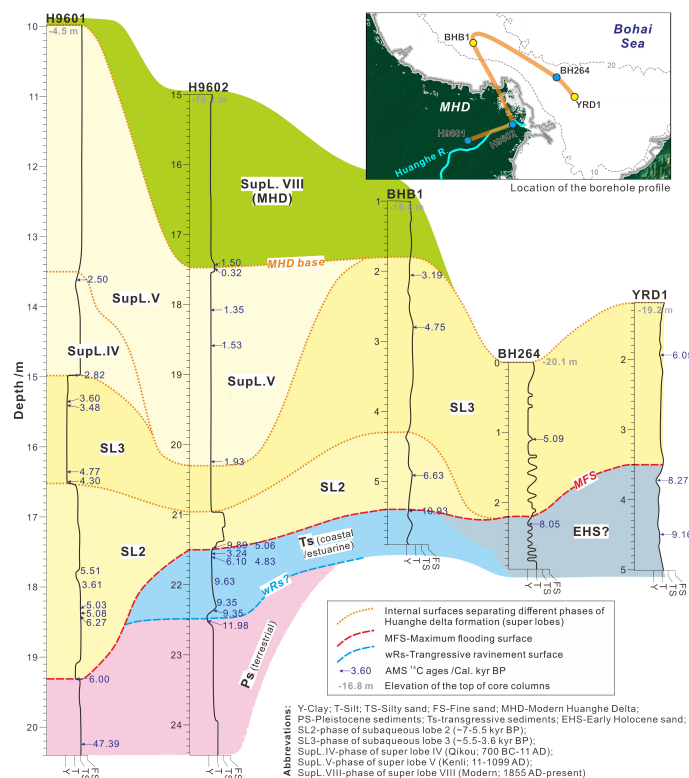 H9601
-4.5 m
H9602
BHB1
BH264
YRD1
-20.1 m
-19.2 m
Bohai
Sea
BHB1
BH264
YRD1
MHD
H9601
H9602
Huanghe R.
20
10
Location of the borehole profile
Depth /m
10
11
12
13
14
15
16
17
18
19
20
15
16
17
18
19
20
21
22
23
24
1
2
3
4
5
0
1
2
1
2
3
4
5
SupL. VIII
(MHD)
MHD base
SupL.V
SupL.IV
SupL.V
SL3
SL3
SL2
SL2
MFS
EHS?
Ts (coastal
/estuarine)
wRs?
Ps (terrestrial)
2.50
2.82
3.60
3.48
4.77
4.30
5.51
3.61
5.03
5.08
6.27
6.00
47.39
1.50
0.32
1.35
1.53
1.93
9.89
5.06
3.24
6.10
4.83
9.63
9.35
9.35
11.98
3.19
4.75
6.63
10.93
5.09
8.05
8.27
Y
T
TS
FS
Y
T
TS
FS
Y
T
TS
FS
Y
T
TS
FS
Y
T
TS
FS
Internal surfaces separating different phases of
Huanghe delta formation (super lobes)
MFS-Maximum flooding surface
wRs-Trangressive ravinement surface
3.60 AMS ¹⁴C ages /Cal. kyr BP
-16.8 m Elevation of the top of core columns
Abbrevations:
Y-Clay; T-Silt; TS-Silty sand; FS-Fine sand; MHD-Modern Huanghe Delta;
PS-Pleistocene sediments; Ts-transgressive sediments; EHS-Early Holocene sand;
SL2-phase of subaqueous lobe 2 (~7-5.5 kyr BP);
SL3-phase of subaqueous lobe 3 (~5.5-3.6 kyr BP);
SupL.IV-phase of super lobe IV (Qikou; 700 BC-11 AD);
SupL.V-phase of super lobe V (Kenli; 11-1099 AD);
SupL.VIII-phase of super lobe VIII (Modern; 1855 AD-present)